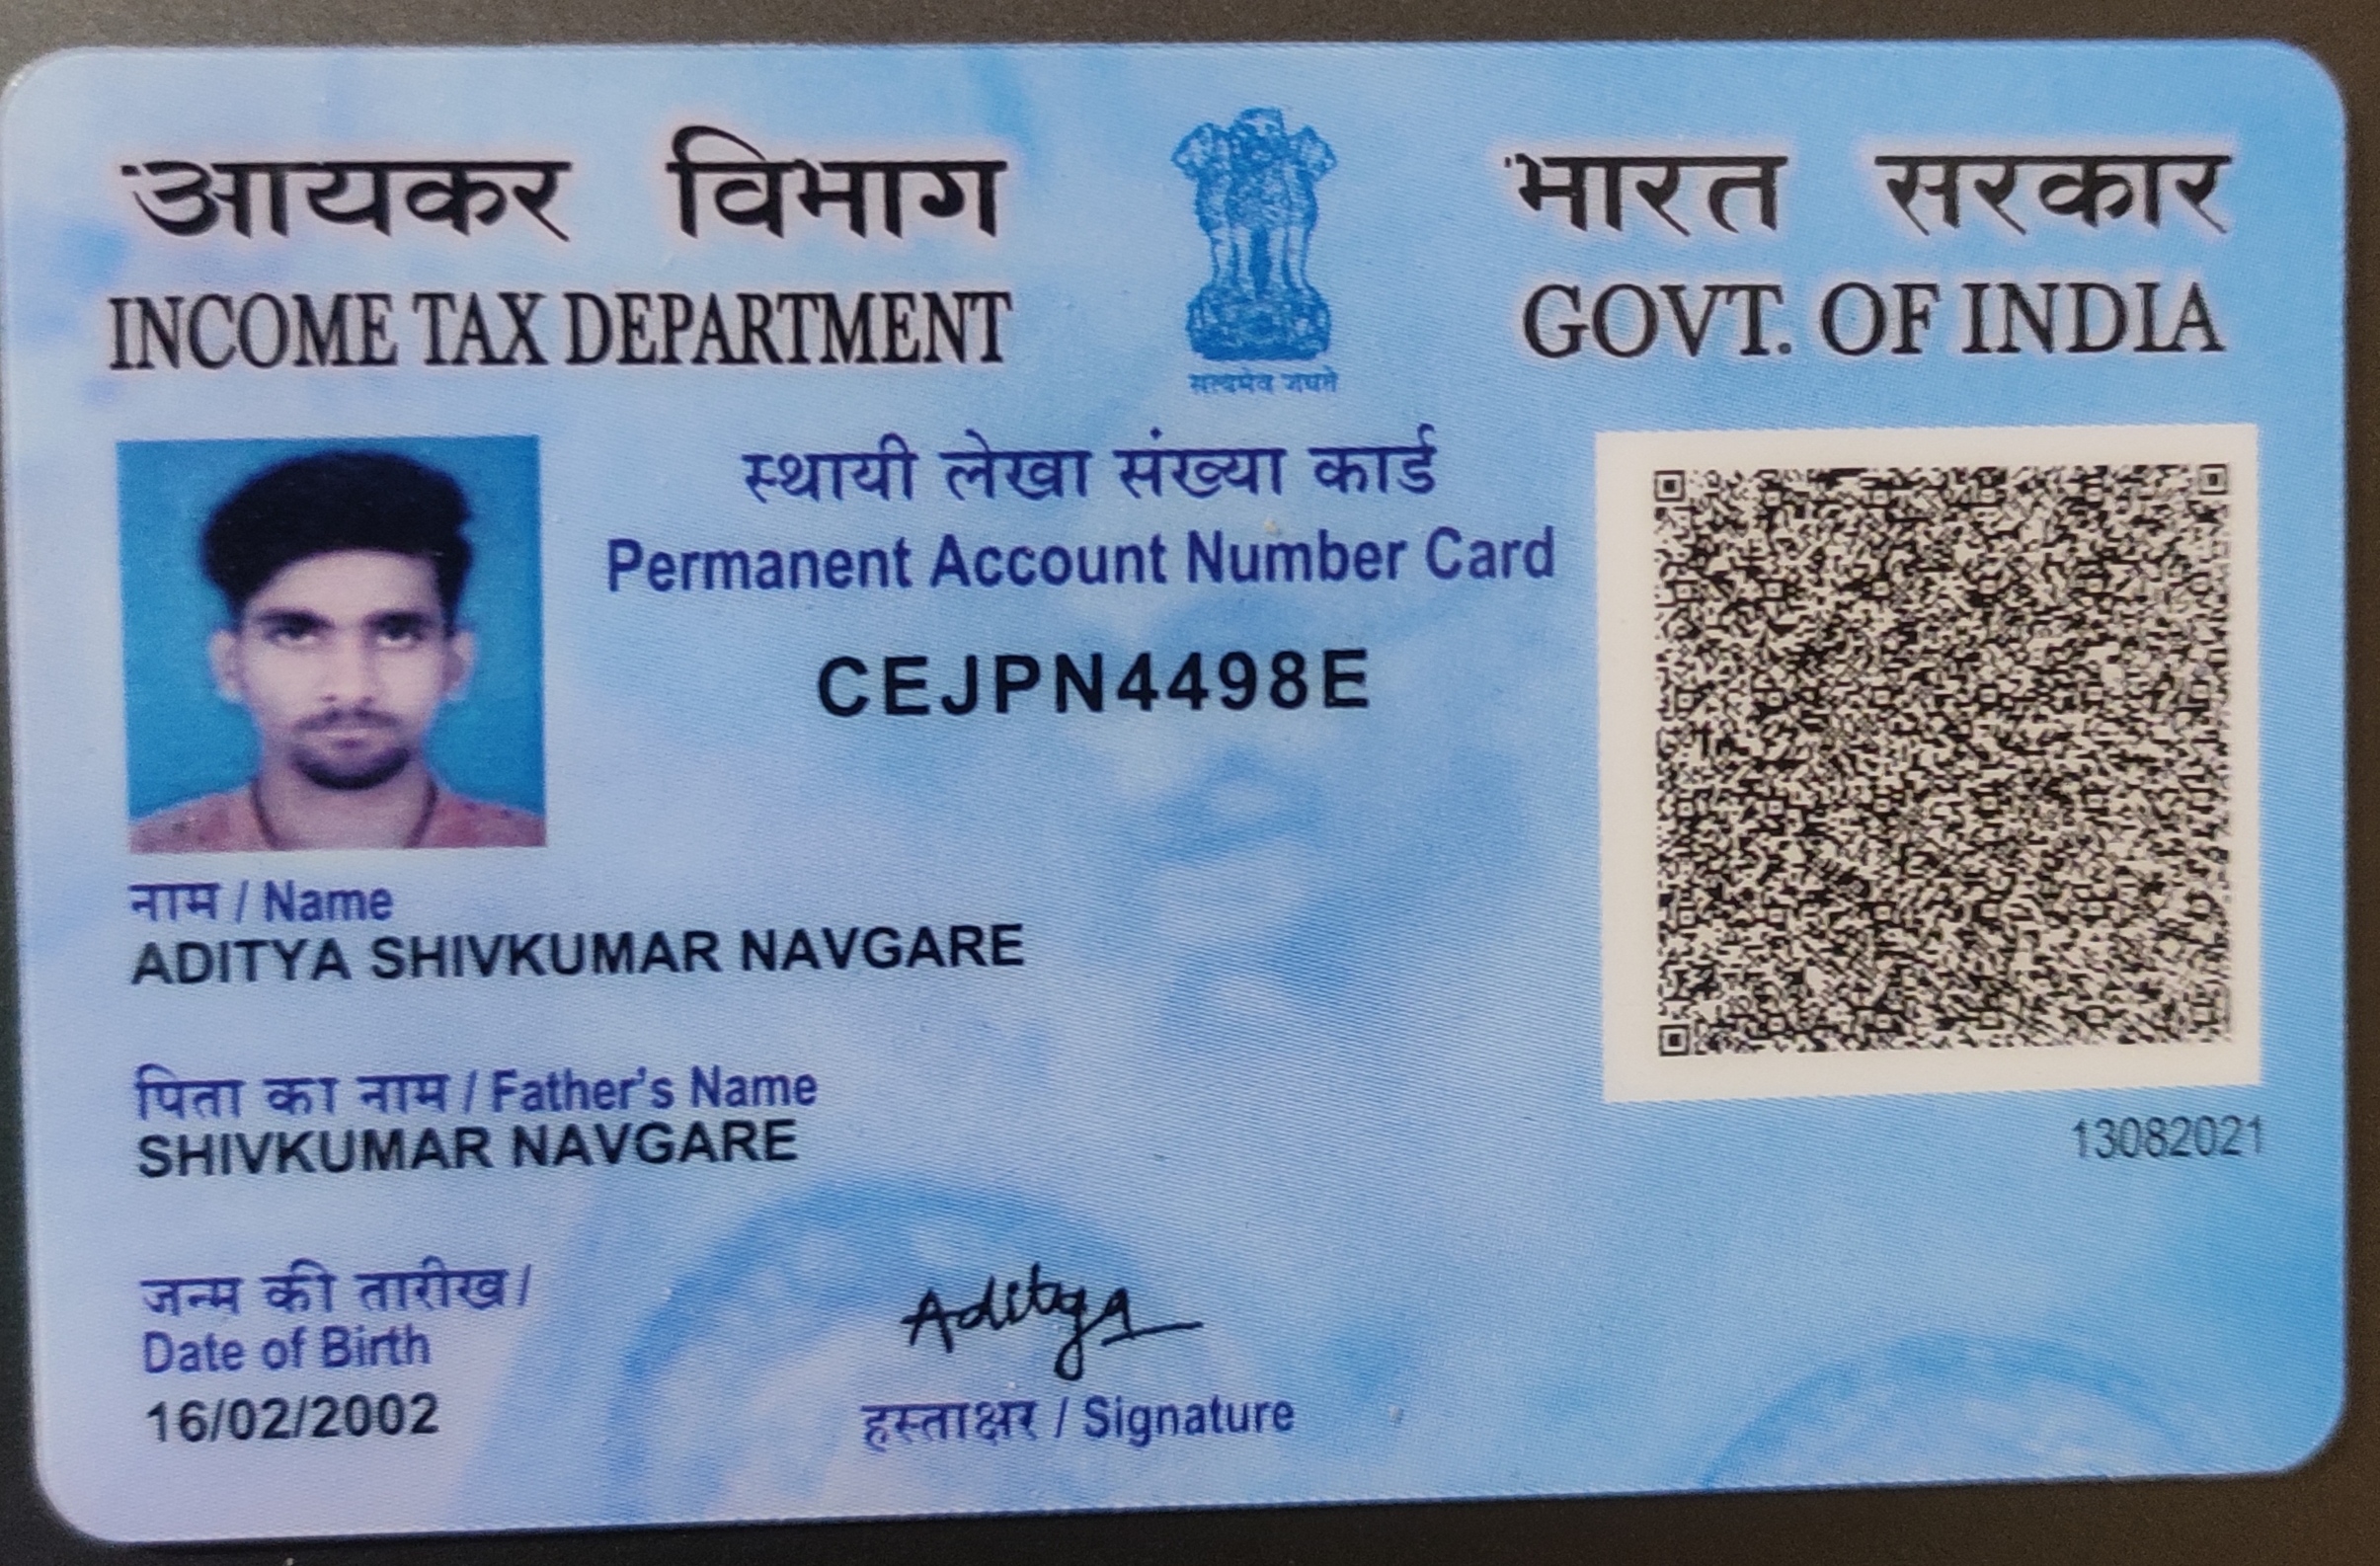 आयकर विभाग
INCOME TAX DEPARTMENT
सत्यमेव जयते
भारत सरकार
GOVT. OF INDIA
स्थायी लेखा संख्या कार्ड
Permanent Account Number Card
CEJPN4498E
नाम / Name
ADITYA SHIVKUMAR NAVGARE
पिता का नाम / Father's Name
SHIVKUMAR NAVGARE
13082021
जन्म की तारीख /
Date of Birth
16/02/2002
Aditya
हस्ताक्षर / Signature